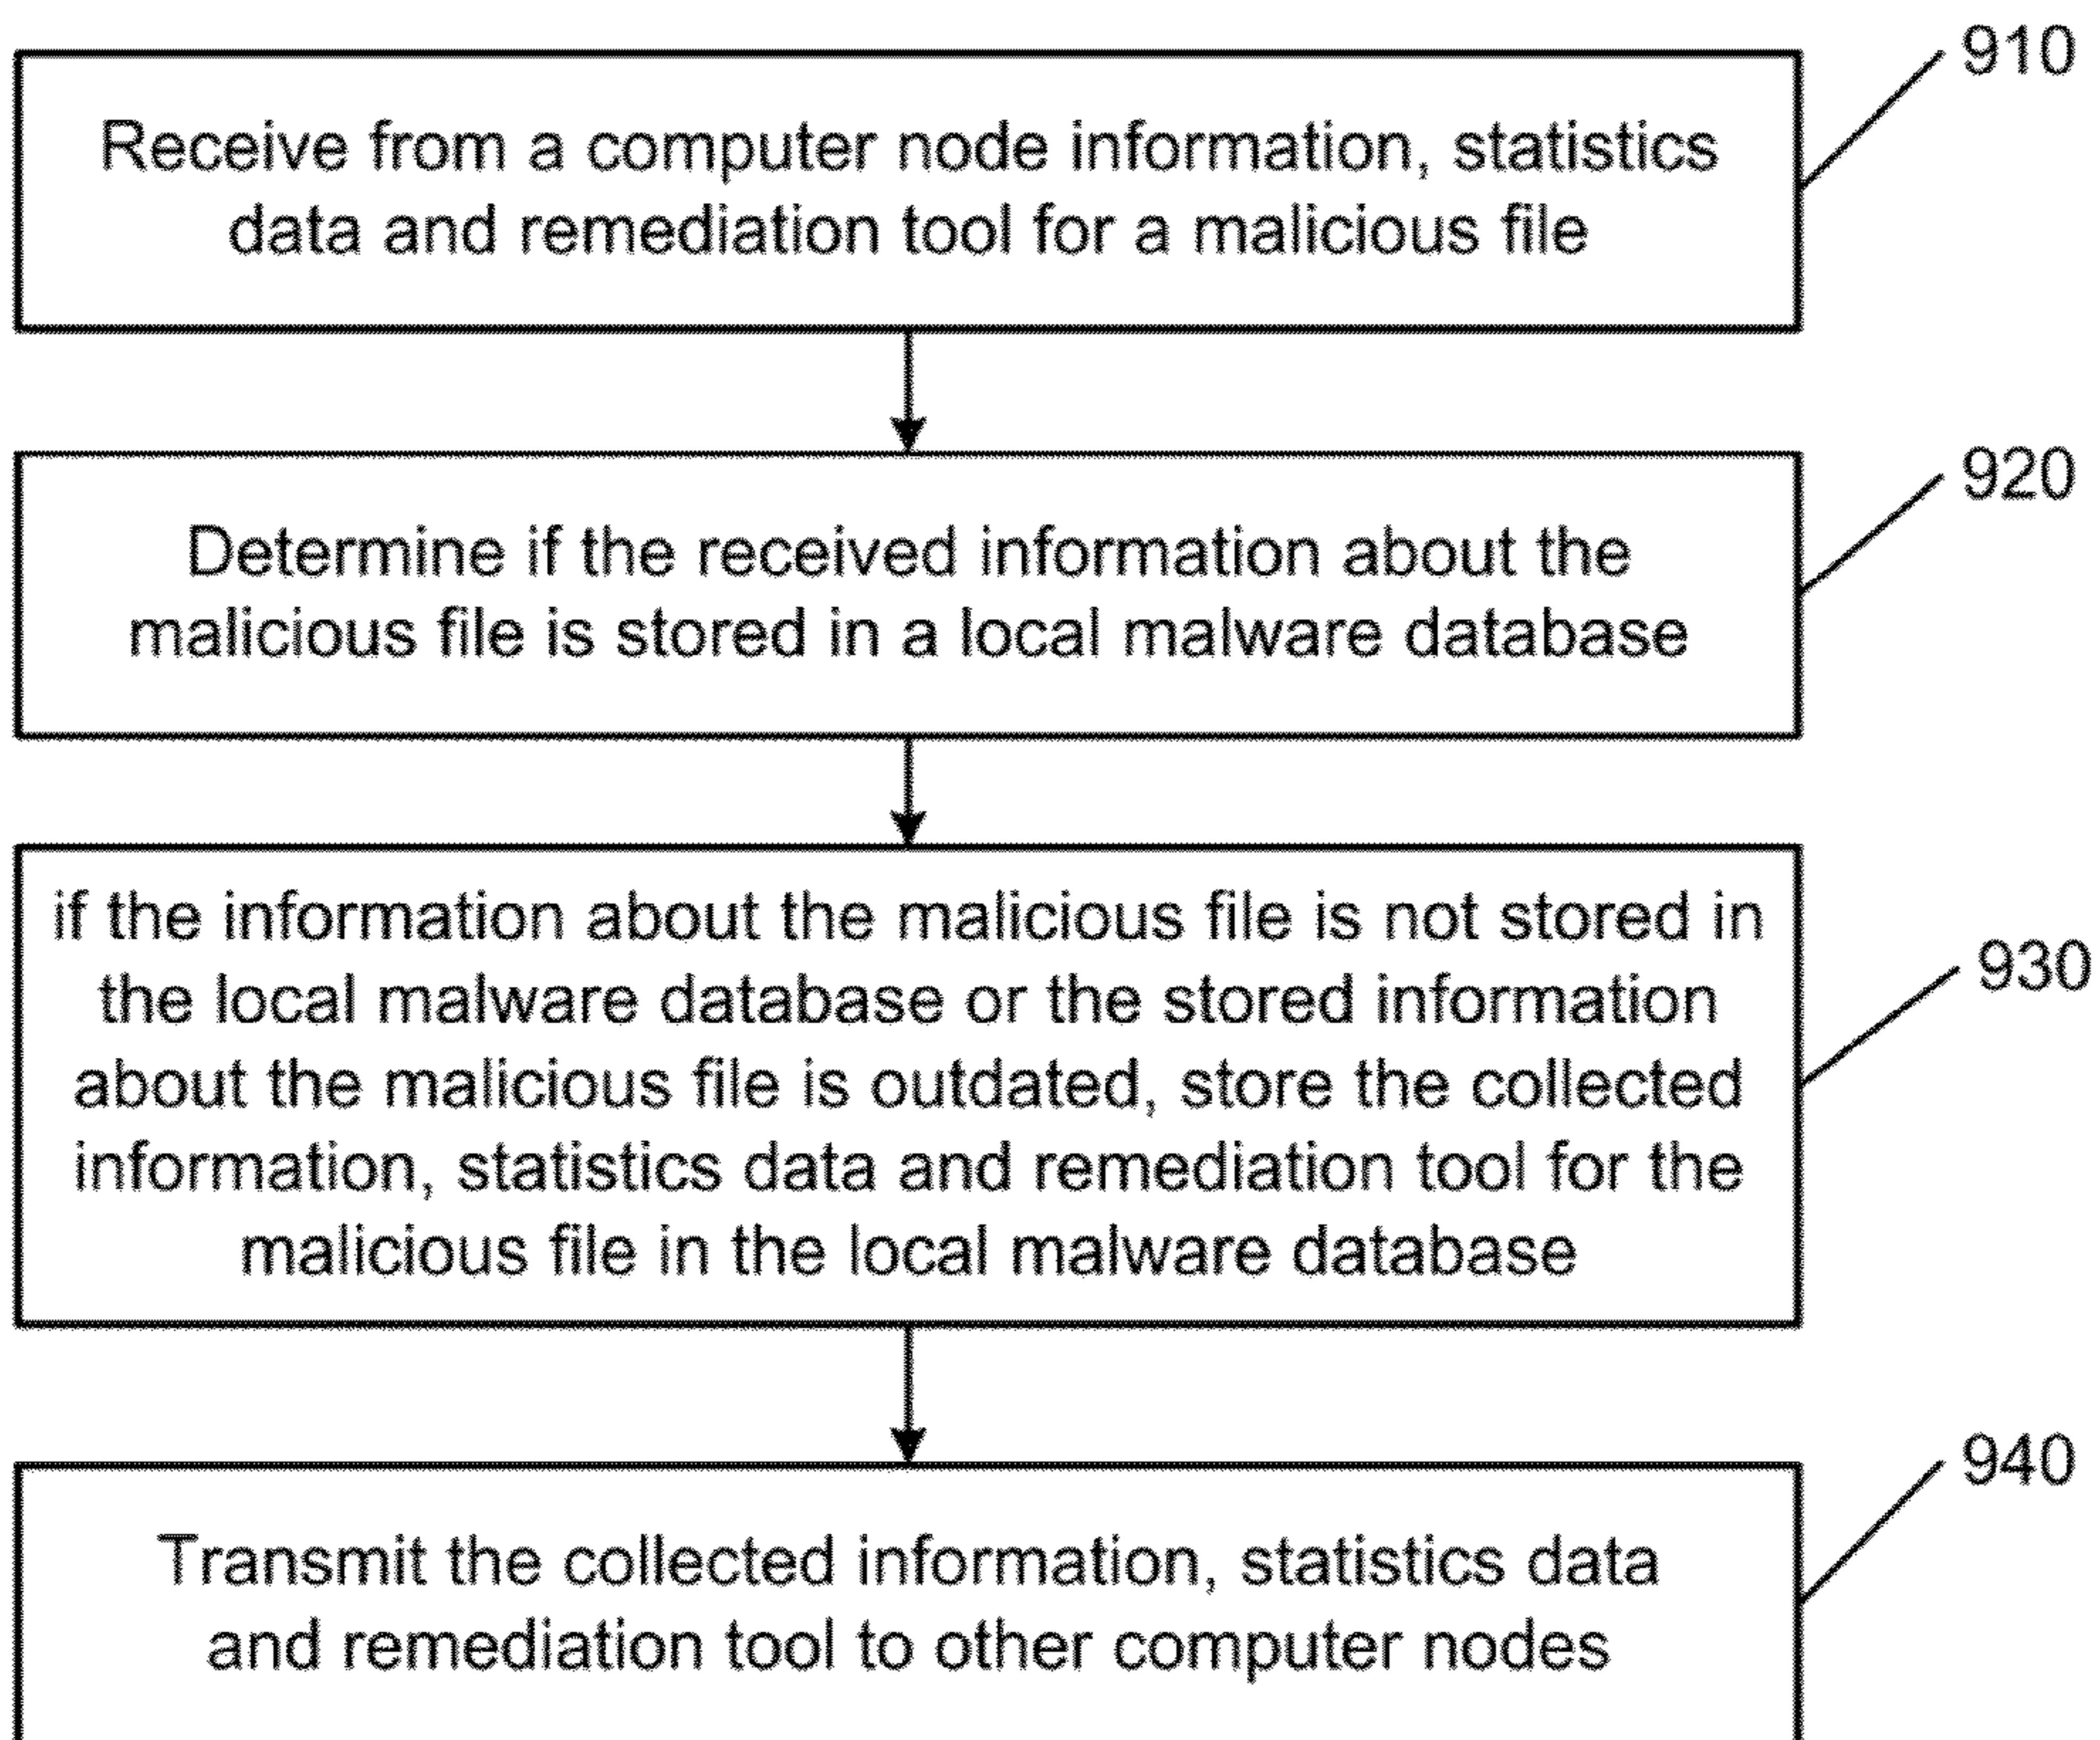 910
Receive from a computer node information, statistics
data and remediation tool for a malicious file
920
Determine if the received information about the
malicious file is stored in a local malware database
if the information about the malicious file is not stored in
930
the local malware database or the stored information
about the malicious file is outdated, store the collected
information, statistics data and remediation tool for the
malicious file in the local malware database
940
Transmit the collected information, statistics data
and remediation tool to other computer nodes